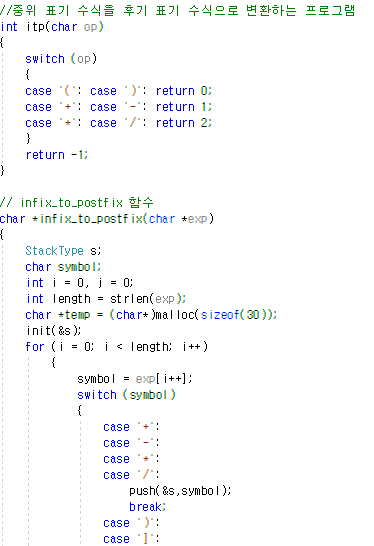 //중위 표기 수식을 후기 표기 수식으로 변환하는 프로그램
int itp(char op)
{
switch (op)
{
case '(': case ')': return 0;
case '+': case '-': return 1;
case '*': case '/': return 2;
}
return -1;
}
// infix_to_postfix 함수
char *infix_to_postfix(char *exp)
{
StackType s;
char symbol;
int i = 0, j = 0;
int length = strlen(exp);
char *temp = (char*)malloc(sizeof(30));
init(&s);
for (i = 0; i < length; i++)
{
symbol = exp[i++];
switch (symbol)
{
case '+':
case '-':
case '*':
case '/':
push(&s,symbol);
break;
case ')':
case ']':